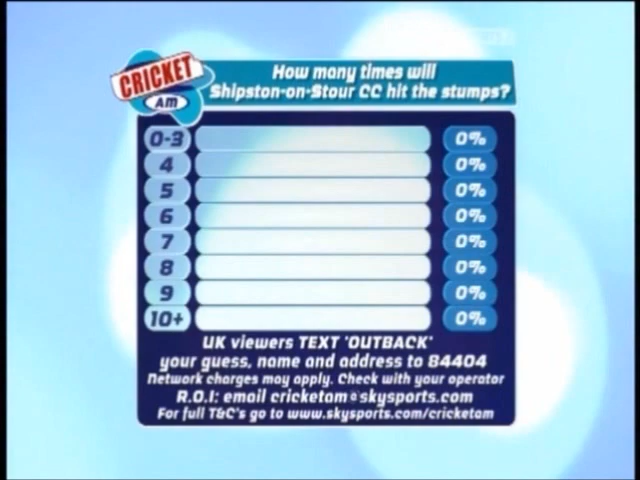 CRICKET
AM
How many times will
Shipston-on-Stour CC hit the stumps?
0-3 0%
4 0%
5 0%
6 0%
7 0%
8 0%
9 0%
10+ 0%
UK viewers TEXT 'OUTBACK'
your guess, name and address to 84404
Network charges may apply. Check with your operator
R.O.I: email cricketam@skysports.com
For full T&C's go to www.skysports.com/cricketam